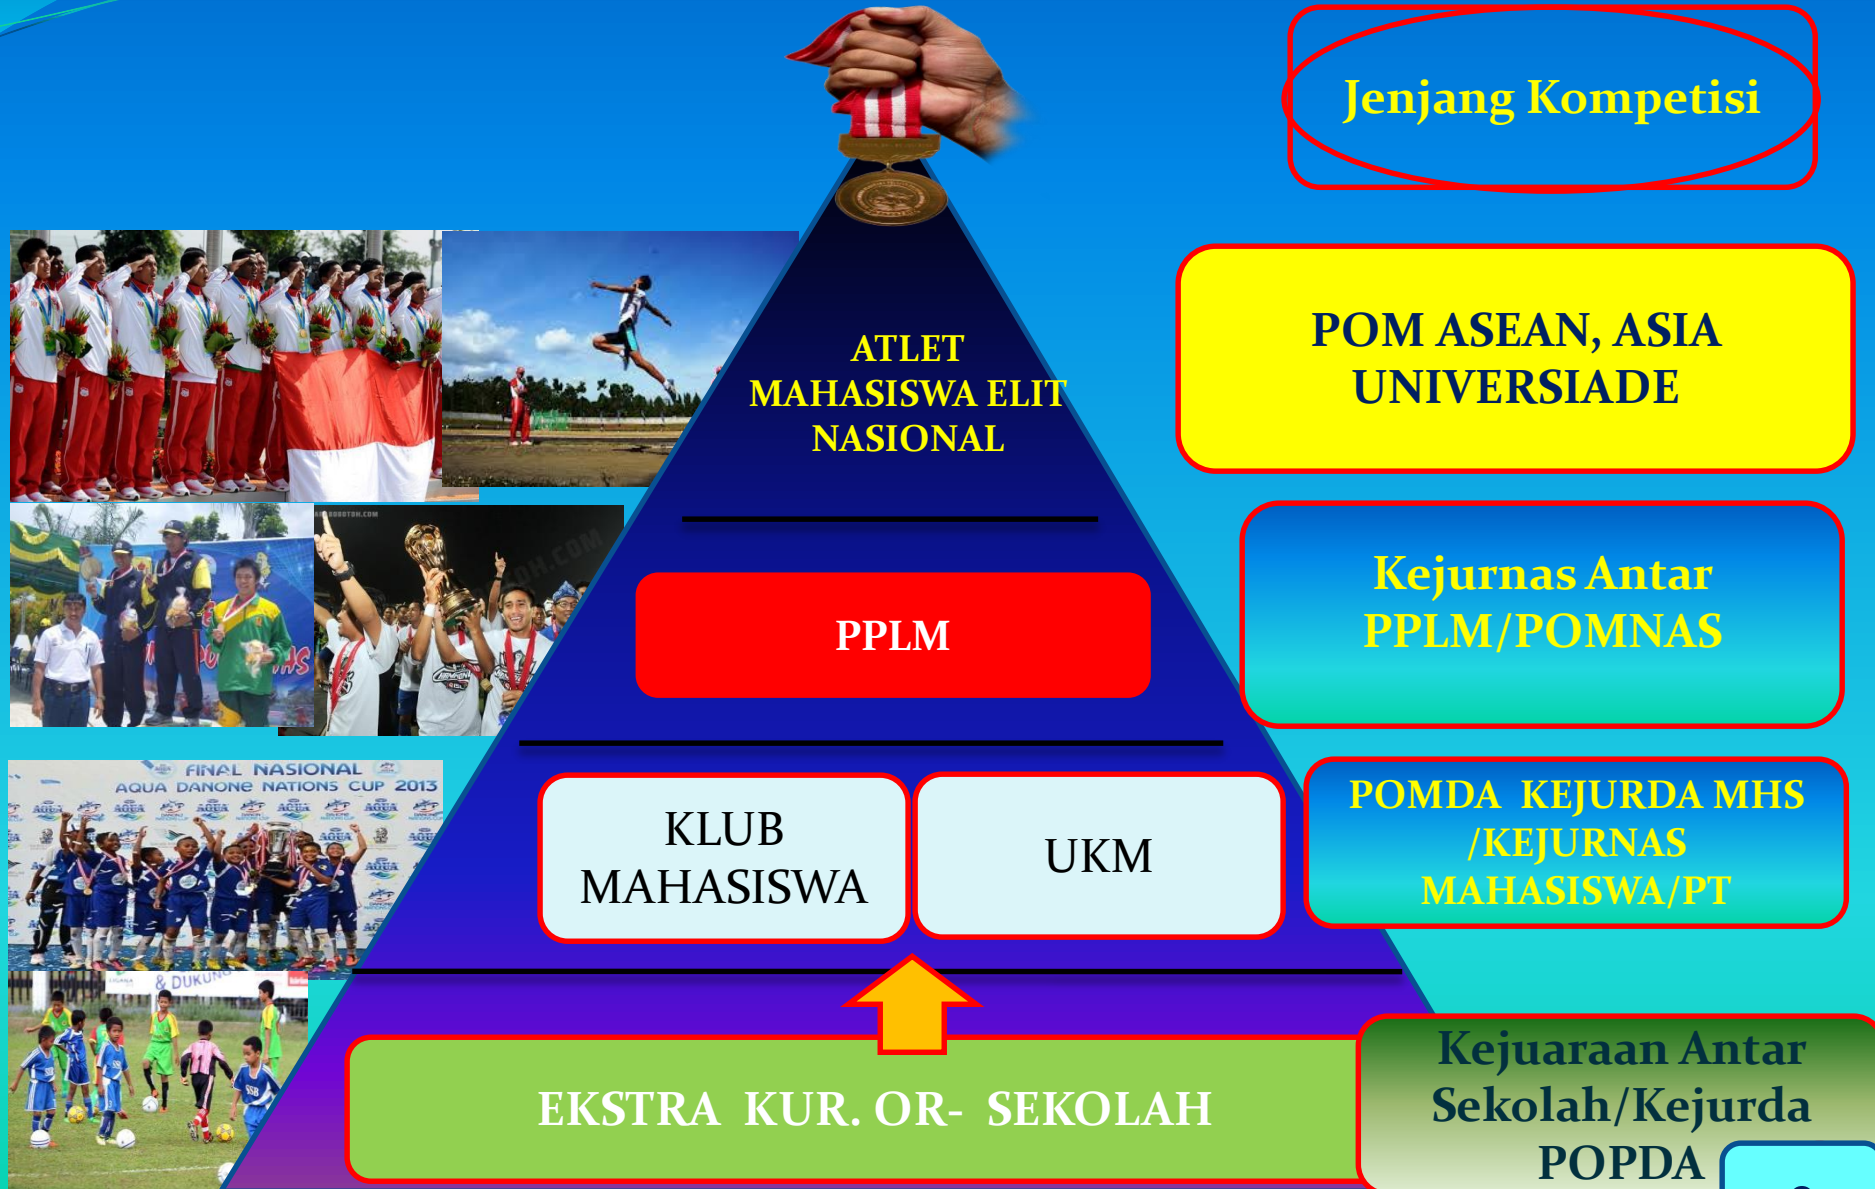 Jenjang Kompetisi
ATLET
MAHASISWA ELIT
NASIONAL
POM ASEAN, ASIA
UNIVERSIADE
PPLM
Kejurnas Antar
PPLM/POMNAS
KLUB
MAHASISWA
UKM
POMDA KEJURDA MHS
/KEJURNAS
MAHASISWA/PT
EKSTRA KUR. OR- SEKOLAH
Kejuaraan Antar
Sekolah/Kejurda
POPDA
FINAL NASIONAL
AQUA DANONE NATIONS CUP 2013
& DUKUNG